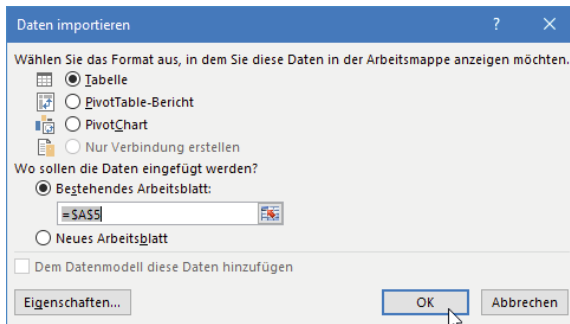 Daten importieren
Wählen Sie das Format aus, in dem Sie diese Daten in der Arbeitsmappe anzeigen möchten.
Tabelle
PivotTable-Bericht
PivotChart
Nur Verbindung erstellen
Wo sollen die Daten eingefügt werden?
Bestehendes Arbeitsblatt:
=$A$5
Neues Arbeitsblatt
Dem Datenmodell diese Daten hinzufügen
Eigenschaften... OK Abbrechen